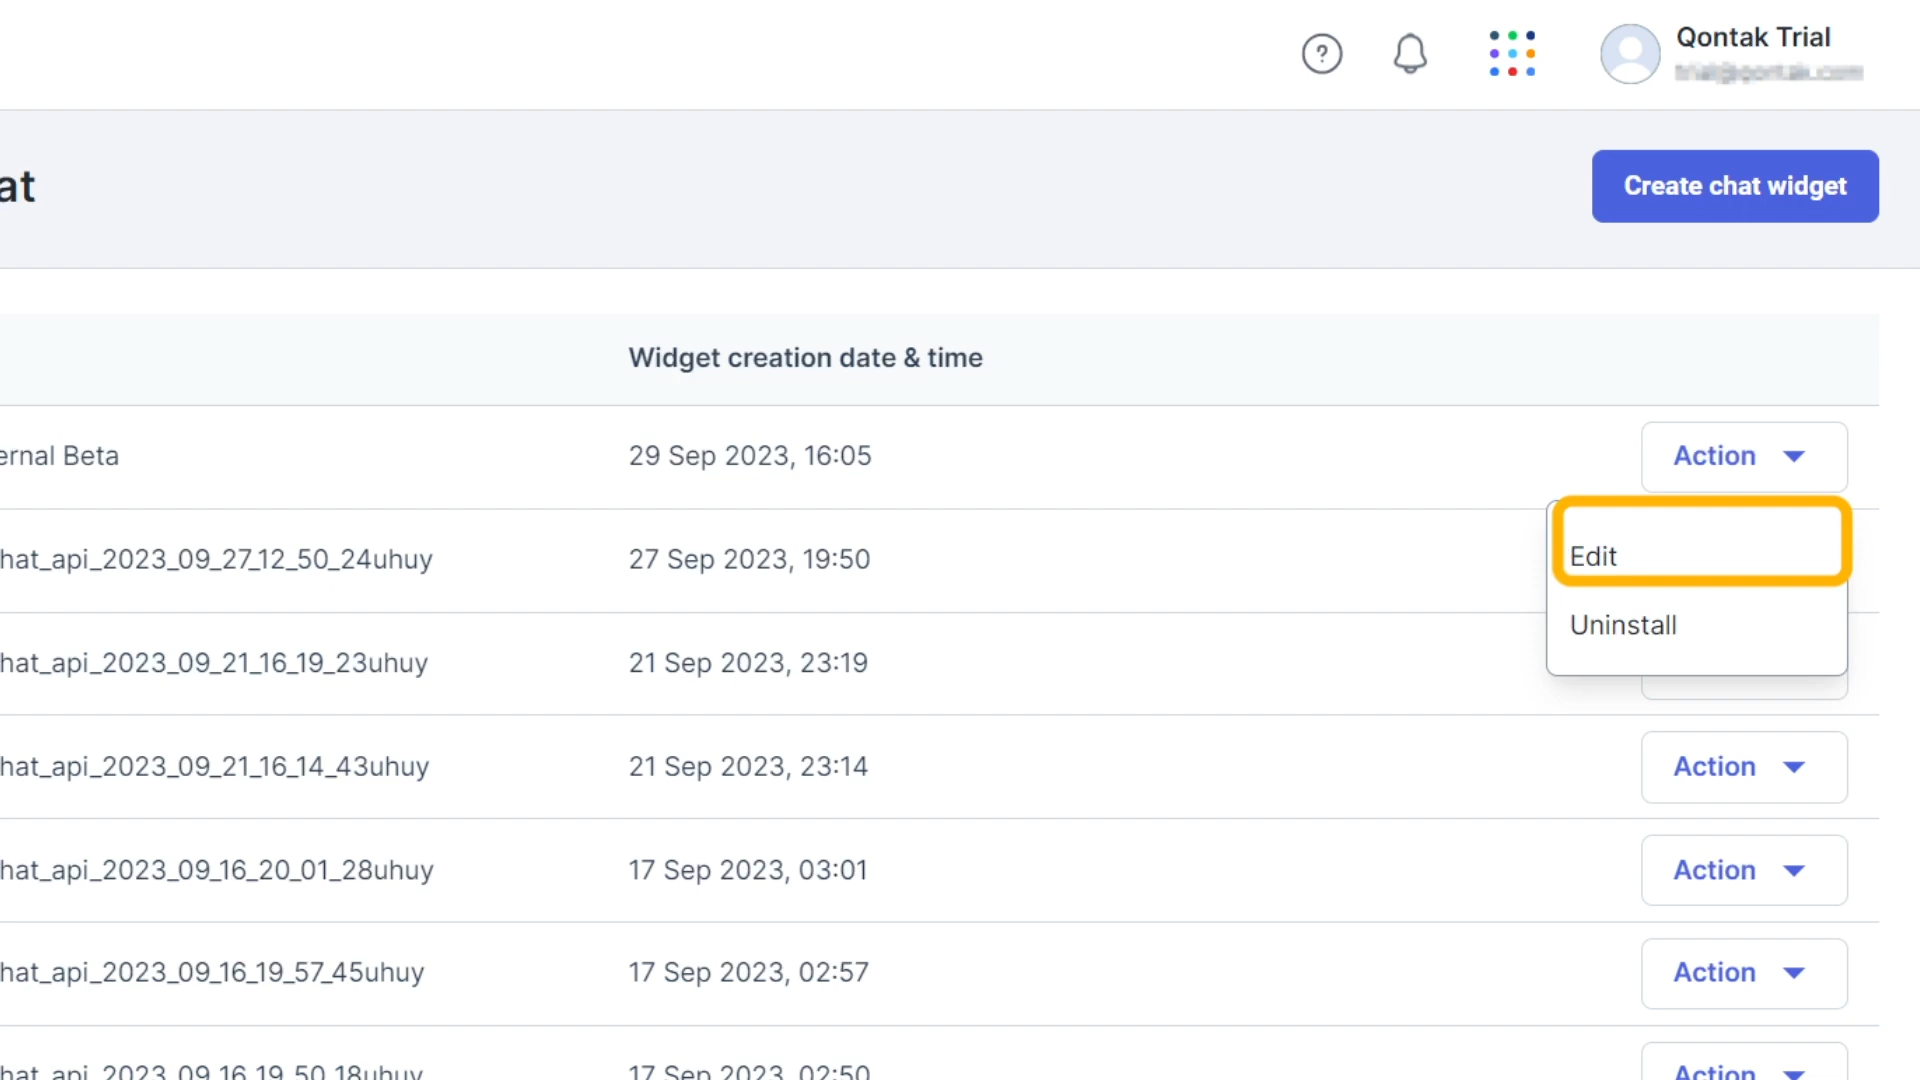 Qontak Trial
at
Create chat widget
Widget creation date & time
ernal Beta
29 Sep 2023, 16:05
Action
hat_api_2023_09_27_12_50_24uhuy
27 Sep 2023, 19:50
Edit
Uninstall
hat_api_2023_09_21_16_19_23uhuy
21 Sep 2023, 23:19
hat_api_2023_09_21_16_14_43uhuy
21 Sep 2023, 23:14
Action
hat_api_2023_09_16_20_01_28uhuy
17 Sep 2023, 03:01
Action
hat_api_2023_09_16_19_57_45uhuy
17 Sep 2023, 02:57
Action
hat_api_2023_09_16_19_50_18uhuy
17 Sep 2023, 02:50
Action